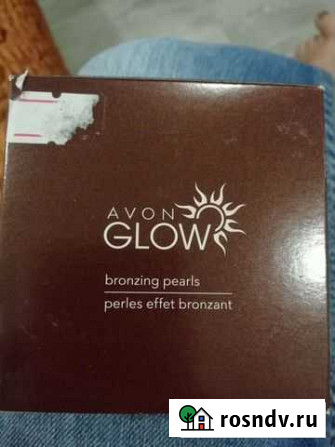 AVON
GLOW
bronzing pearls
perles effet bronzant
rosndv.ru